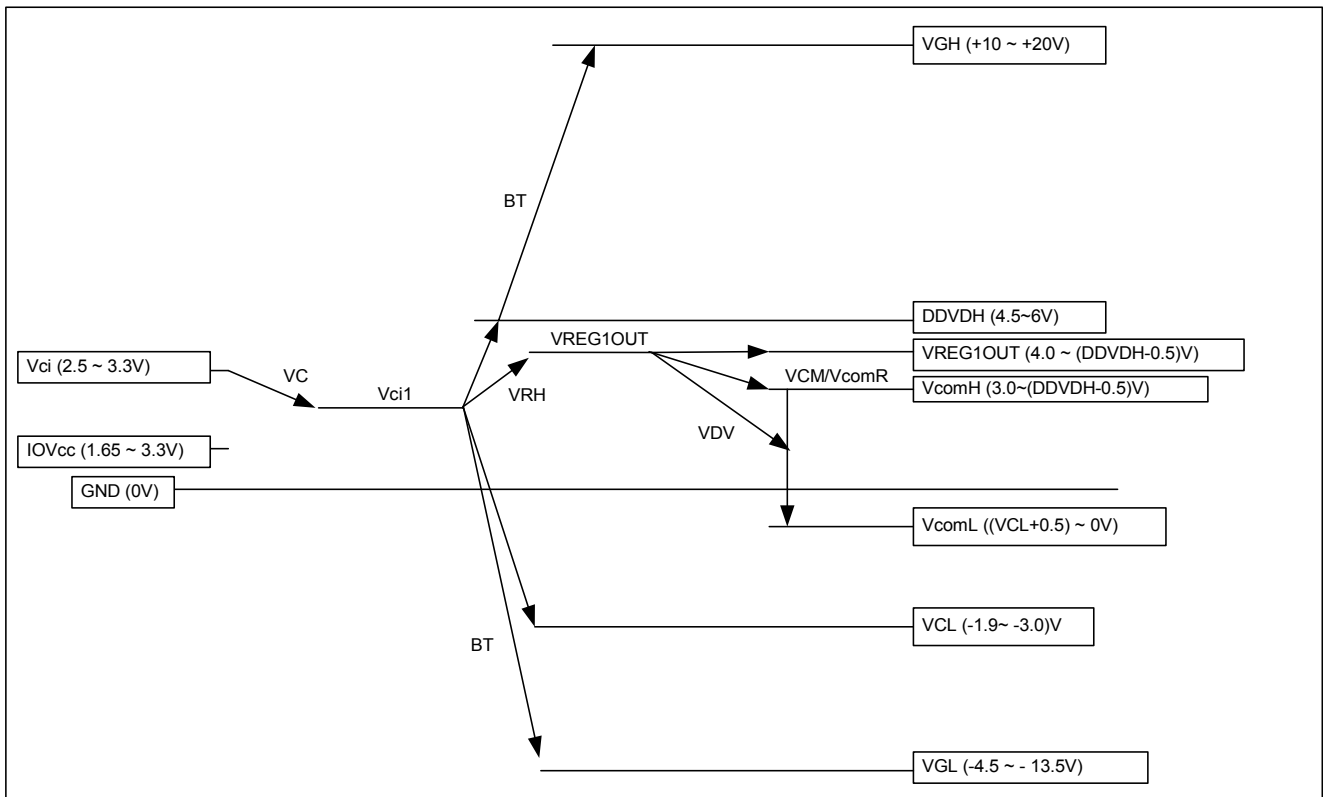 VGH (+10 ~ +20V)
BT
DDVDH (4.5~6V)
VREG1OUT
VREG1OUT (4.0 ~ (DDVDH-0.5)V)
Vci (2.5 ~ 3.3V)
VC
Vci1
VRH
VCM/VcomR
VcomH (3.0~(DDVDH-0.5)V)
VDV
IOVcc (1.65 ~ 3.3V)
GND (0V)
VcomL ((VCL+0.5) ~ 0V)
VCL (-1.9~ -3.0)V
BT
VGL (-4.5 ~ - 13.5V)